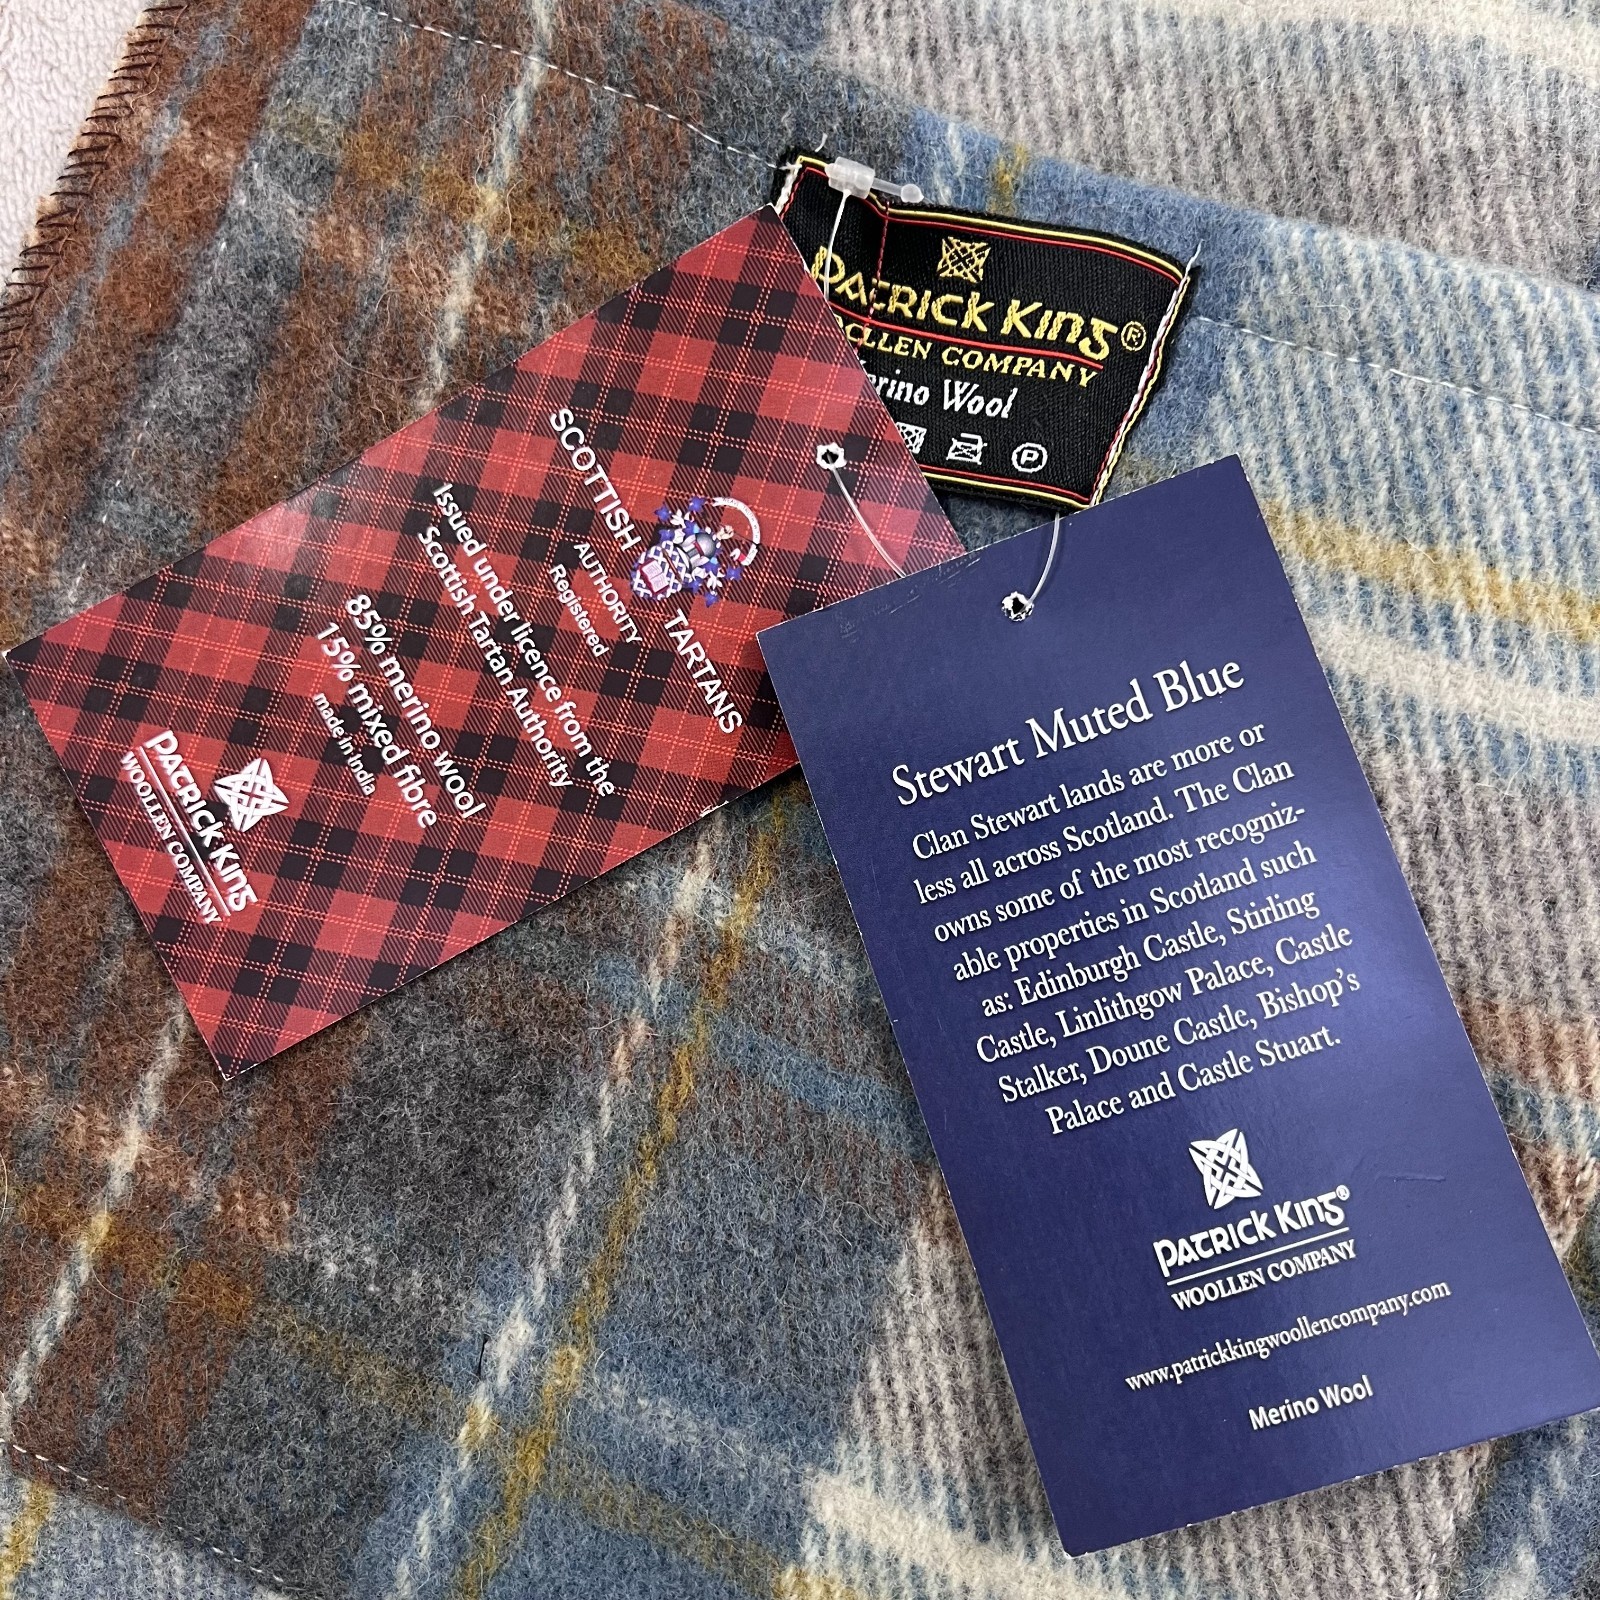 PATRICK KING®
WOOLLEN COMPANY
Wool
P
SCOTTISH TARTANS
AUTHORITY
Registered
Issued under licence from the
Scottish Tartan Authority
85% merino wool
15% mixed fibre
made in India
PATRICK KING
WOOLLEN COMPANY
Stewart Muted Blue
Clan Stewart lands are more or
less all across Scotland. The Clan
owns some of the most recogniz-
able properties in Scotland such
as: Edinburgh Castle, Stirling
Castle, Linlithgow Palace, Castle
Stalker, Doune Castle, Bishop's
Palace and Castle Stuart.
PATRICK KING®
WOOLLEN COMPANY
www.patrickkingwoollencompany.com
Merino Wool